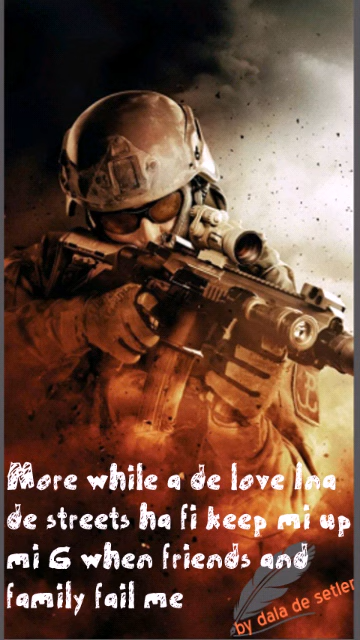 More while a de love Ina
de streets ha fi keep mi up
mi G when friends and
family fail me
by dala de setler